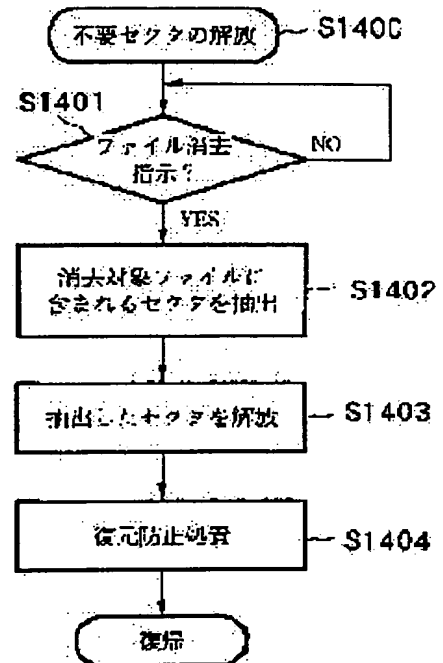 不要セクタの解放
S1400
S1401
ファイル消去
指示?
NO
YES
消去対象ファイルに
含まれるセクタを抽出
S1402
抽出したセクタを解放
S1403
復元防止処置
S1404
復帰